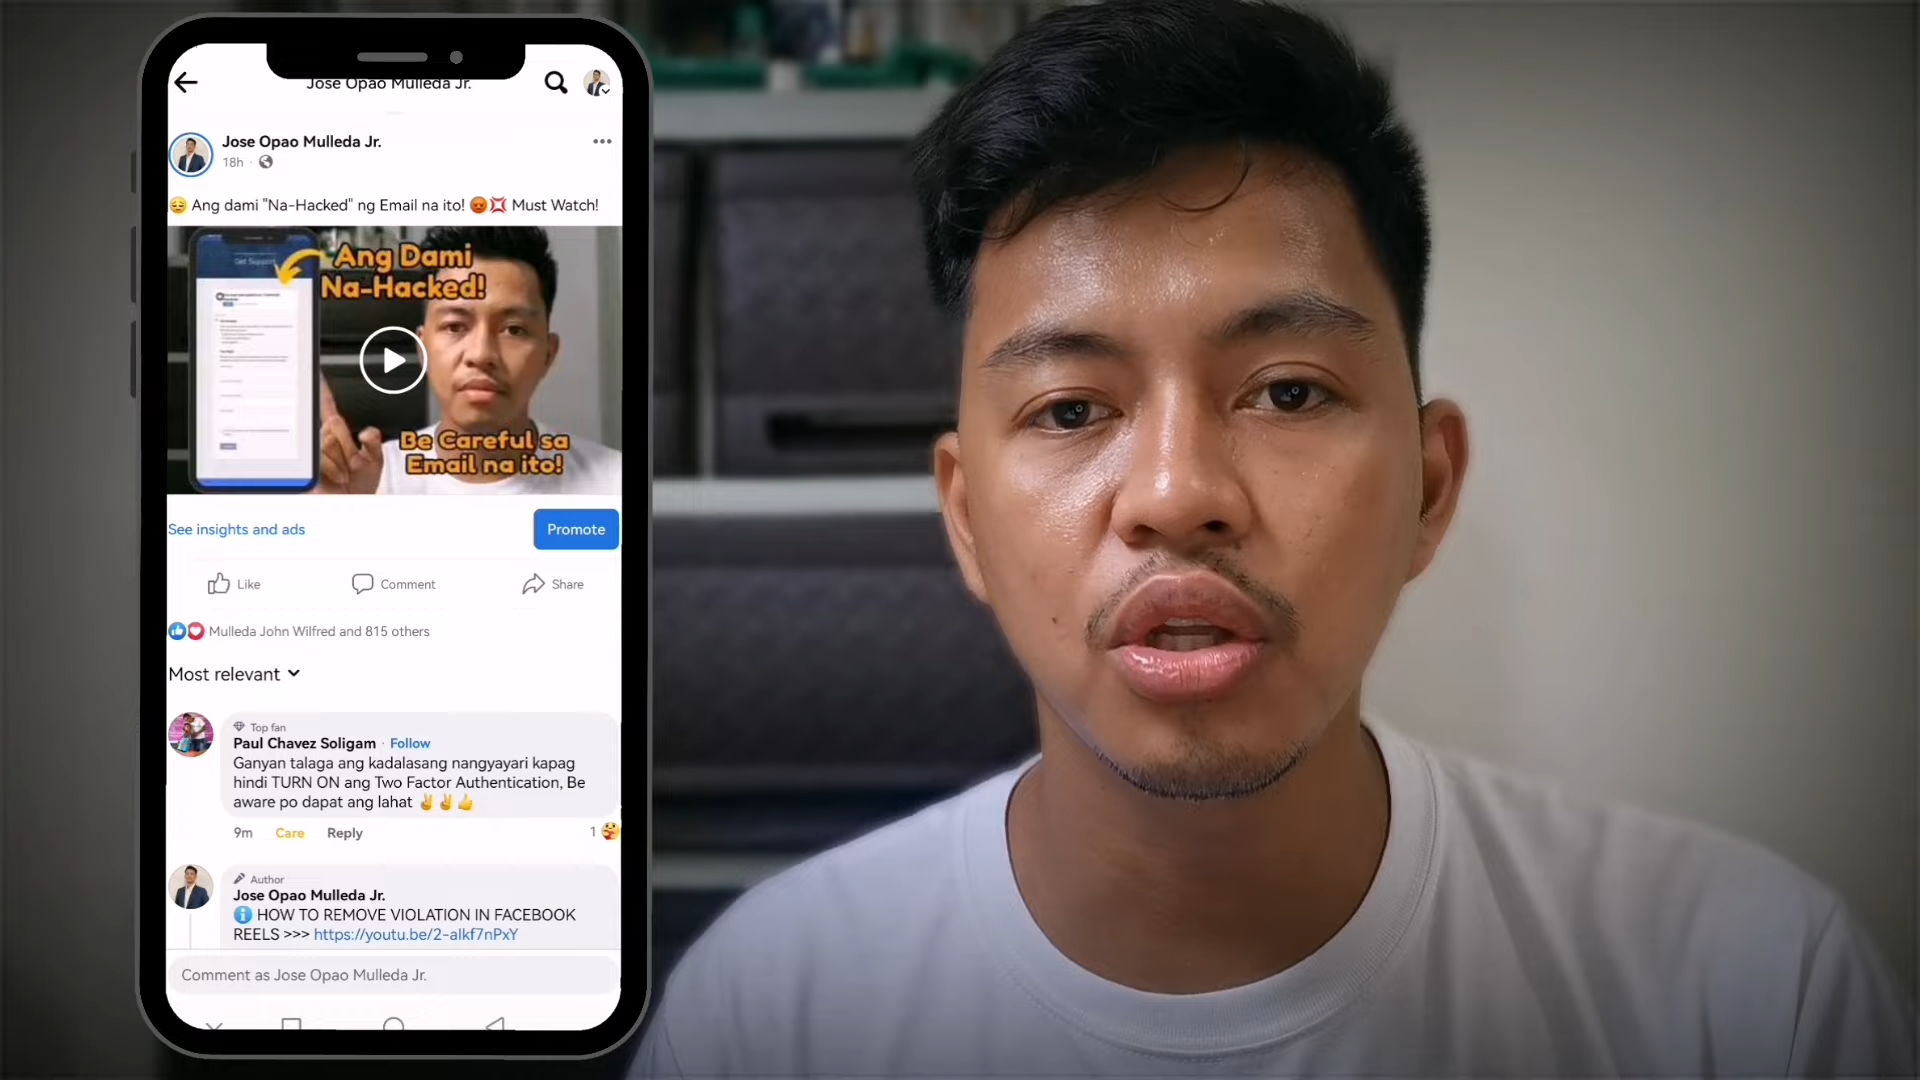 Jose Opao Mulleda Jr.
Jose Opao Mulleda Jr.
18h ·
😔 Ang dami "Na-Hacked" ng Email na ito! 😡💢 Must Watch!
Get Support
Ang Dami
Na-Hacked!
Be Careful sa
Email na ito!
See insights and ads
Promote
Like
Comment
Share
Mulleda John Wilfred and 815 others
Most relevant
Top fan
Paul Chavez Soligam · Follow
Ganyan talaga ang kadalasang nangyayari kapag
hindi TURN ON ang Two Factor Authentication, Be
aware po dapat ang lahat ✌️✌️👍
9m Care Reply
1
Author
Jose Opao Mulleda Jr.
ℹ️ HOW TO REMOVE VIOLATION IN FACEBOOK
REELS >>> https://youtu.be/2-alkf7nPxY
Comment as Jose Opao Mulleda Jr.